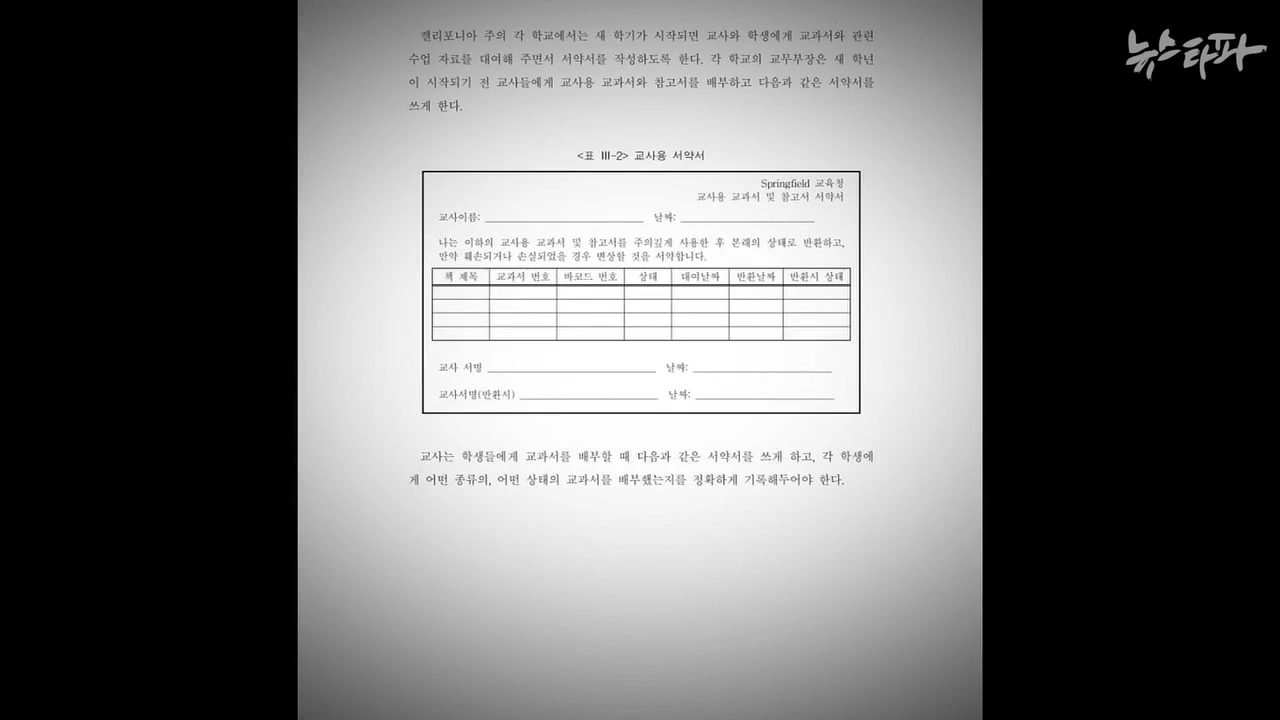 뉴스타파
캘리포니아 주의 각 학교에서는 새 학기가 시작되면 교사와 학생에게 교과서와 관련
수업 자료를 대여해 주면서 서약서를 작성하도록 한다. 각 학교의 교무부장은 새 학년
이 시작되기 전 교사들에게 교사용 교과서와 참고서를 배부하고 다음과 같은 서약서를
쓰게 한다.
<표 III-2> 교사용 서약서
Springfield 교육청
교사용 교과서 및 참고서 서약서
교사이름: 날짜:
나는 이하의 교사용 교과서 및 참고서를 주의깊게 사용한 후 본래의 상태로 반환하고,
만약 훼손되거나 손실되었을 경우 변상할 것을 서약합니다.
책 제목 교과서 번호 바코드 번호 상태 대여날짜 반환날짜 반환시 상태
교사 서명 날짜:
교사서명(반환시) 날짜:
교사는 학생들에게 교과서를 배부할 때 다음과 같은 서약서를 쓰게 하고, 각 학생에
게 어떤 종류의, 어떤 상태의 교과서를 배부했는지를 정확하게 기록해두어야 한다.